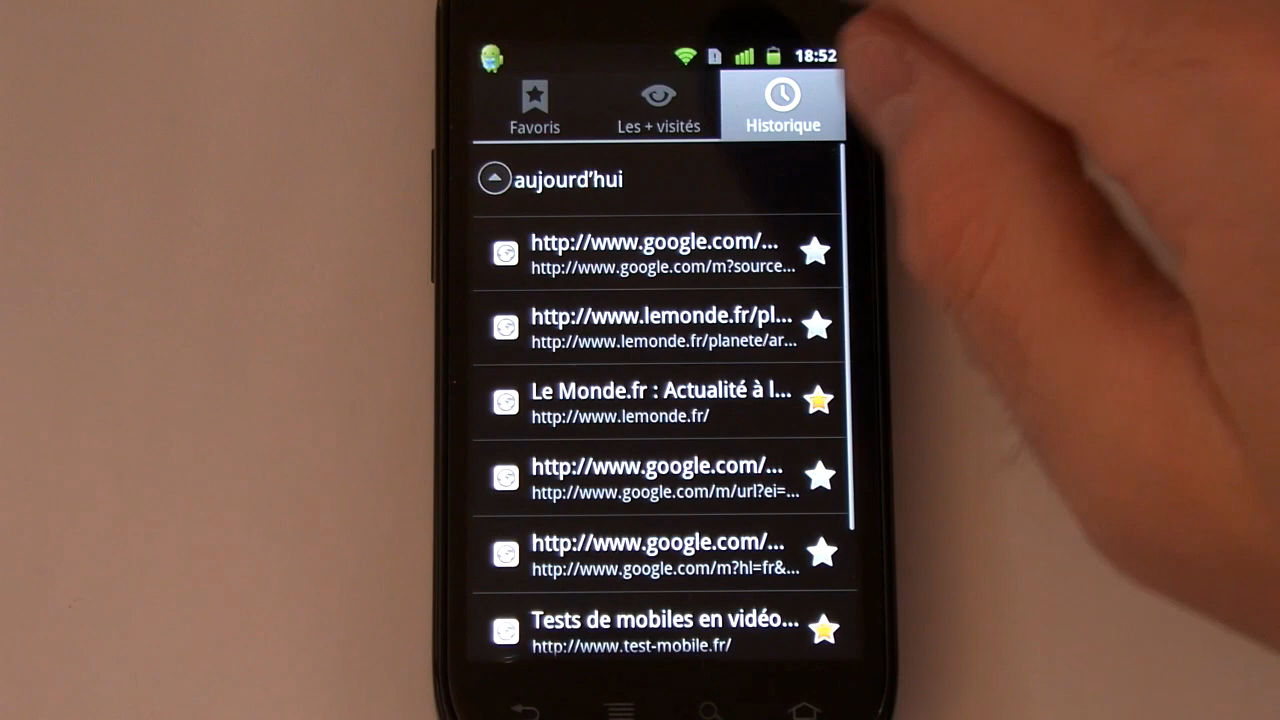 18:52
Favoris
Les + visités
Historique
aujourd'hui
http://www.google.com/...
http://www.google.com/m?source...
http://www.lemonde.fr/pl...
http://www.lemonde.fr/planete/ar...
Le Monde.fr : Actualité à l...
http://www.lemonde.fr/
http://www.google.com/...
http://www.google.com/m/url?ei=...
http://www.google.com/...
http://www.google.com/m?hl=fr&...
Tests de mobiles en vidéo...
http://www.test-mobile.fr/